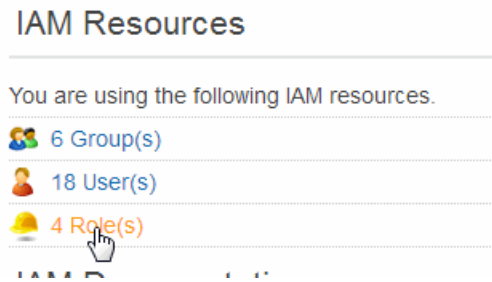 IAM Resources
You are using the following IAM resources.
6 Group(s)
18 User(s)
4 Role(s)